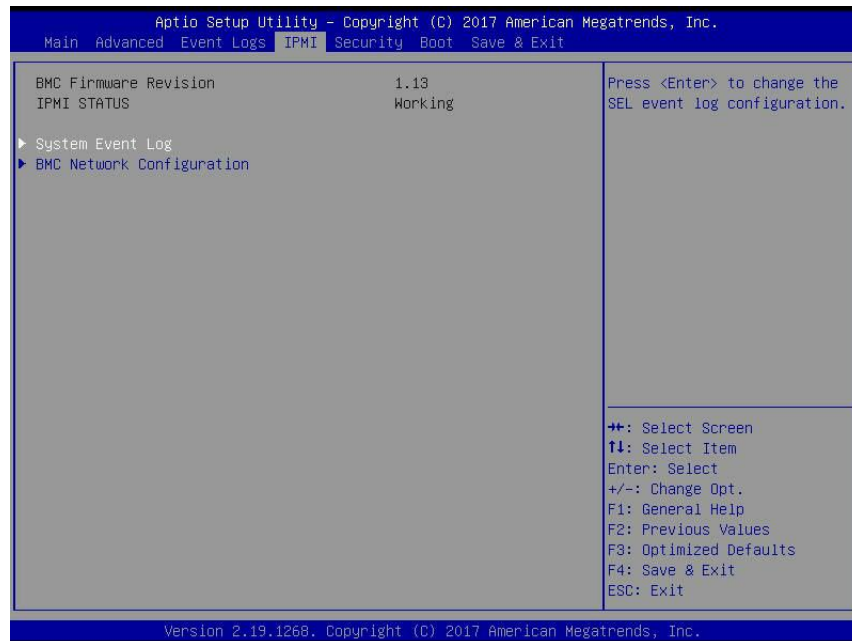 Aptio Setup Utility – Copyright (C) 2017 American Megatrends, Inc.
Main Advanced Event Logs IPMI Security Boot Save & Exit
BMC Firmware Revision 1.13
IPMI STATUS Working
System Event Log
BMC Network Configuration
Press <Enter> to change the
SEL event log configuration.
→←: Select Screen
↑↓: Select Item
Enter: Select
+/-: Change Opt.
F1: General Help
F2: Previous Values
F3: Optimized Defaults
F4: Save & Exit
ESC: Exit
Version 2.19.1268. Copyright (C) 2017 American Megatrends, Inc.